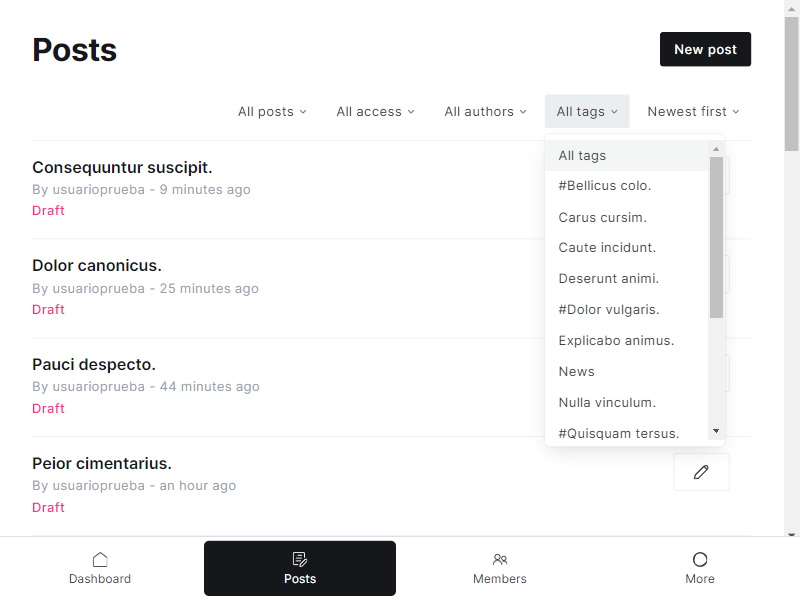 Posts
New post
All posts
All access
All authors
All tags
Newest first
All tags
#Bellicus colo.
Carus cursim.
Caute incidunt.
Deserunt animi.
#Dolor vulgaris.
Explicabo animus.
News
Nulla vinculum.
#Quisquam tersus.
Consequuntur suscipit.
By usuarioprueba - 9 minutes ago
Draft
Dolor canonicus.
By usuarioprueba - 25 minutes ago
Draft
Pauci despecto.
By usuarioprueba - 44 minutes ago
Draft
Peior cimentarius.
By usuarioprueba - an hour ago
Draft
Dashboard
Posts
Members
More